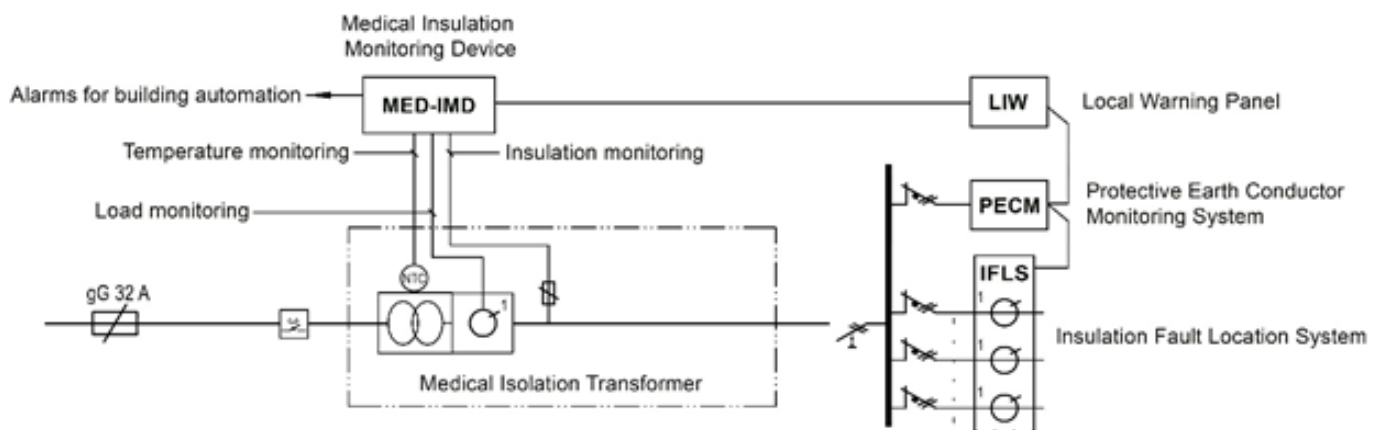 Medical Insulation
Monitoring Device
Alarms for building automation
MED-IMD
LIW
Local Warning Panel
Temperature monitoring
Insulation monitoring
Load monitoring
PECM
Protective Earth Conductor
Monitoring System
NTC
IFLS
gG 32 A
1
1
1
1
Insulation Fault Location System
Medical Isolation Transformer